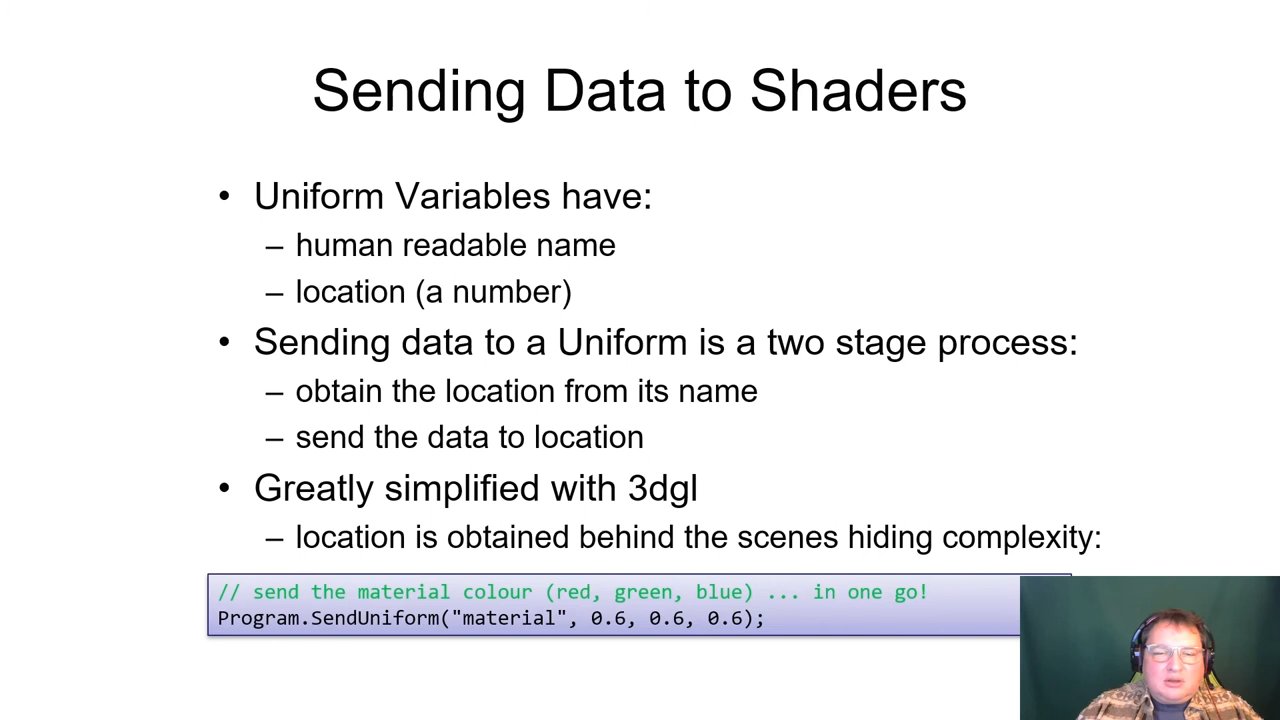 Sending Data to Shaders
• Uniform Variables have:
– human readable name
– location (a number)
• Sending data to a Uniform is a two stage process:
– obtain the location from its name
– send the data to location
• Greatly simplified with 3dgl
– location is obtained behind the scenes hiding complexity:
// send the material colour (red, green, blue) ... in one go!
Program.SendUniform("material", 0.6, 0.6, 0.6);